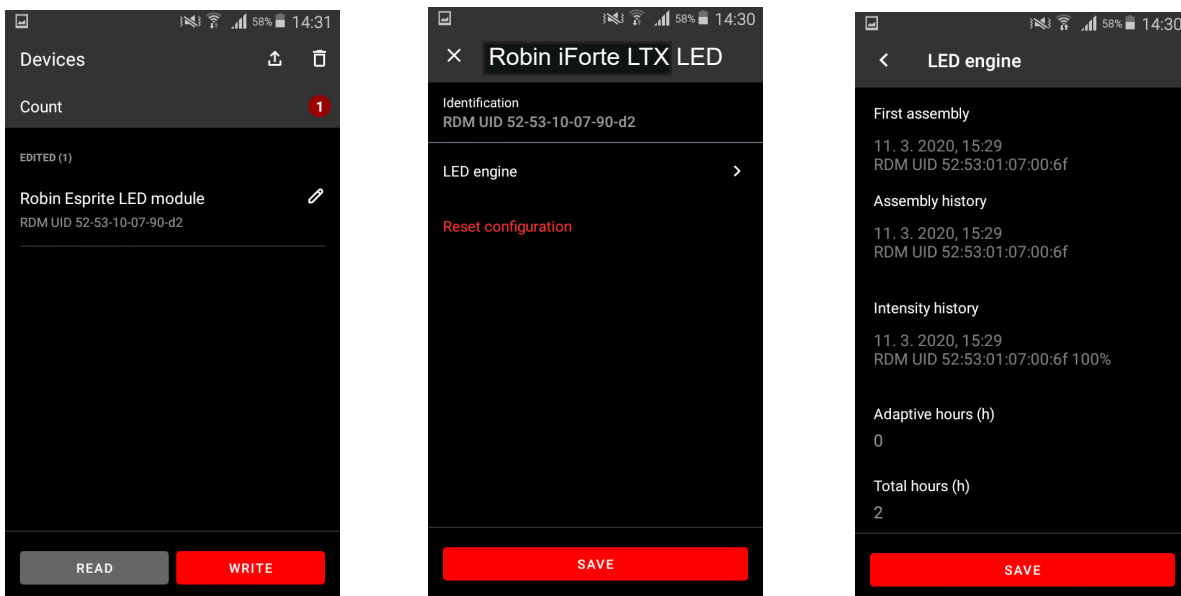 58% 14:31
Devices
Count
1
EDITED (1)
Robin Esprite LED module
RDM UID 52-53-10-07-90-d2
READ
WRITE
58% 14:30
Robin iForte LTX LED
Identification
RDM UID 52-53-10-07-90-d2
LED engine
Reset configuration
SAVE
58% 14:30
LED engine
First assembly
11. 3. 2020, 15:29
RDM UID 52:53:01:07:00:6f
Assembly history
11. 3. 2020, 15:29
RDM UID 52:53:01:07:00:6f
Intensity history
11. 3. 2020, 15:29
RDM UID 52:53:01:07:00:6f 100%
Adaptive hours (h)
0
Total hours (h)
2
SAVE